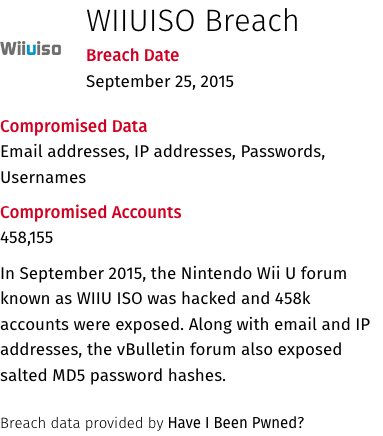 WIIUISO Breach
Wiiuiso
Breach Date
September 25, 2015
Compromised Data
Email addresses, IP addresses, Passwords,
Usernames
Compromised Accounts
458,155
In September 2015, the Nintendo Wii U forum
known as WIIU ISO was hacked and 458k
accounts were exposed. Along with email and IP
addresses, the vBulletin forum also exposed
salted MD5 password hashes.
Breach data provided by Have I Been Pwned?